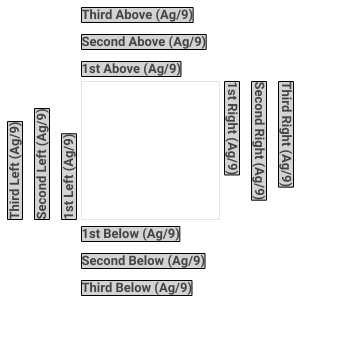 Third Above (Ag/9)
Second Above (Ag/9)
1st Above (Ag/9)
Third Left (Ag/9)
Second Left (Ag/9)
1st Left (Ag/9)
1st Right (Ag/9)
Second Right (Ag/9)
Third Right (Ag/9)
1st Below (Ag/9)
Second Below (Ag/9)
Third Below (Ag/9)